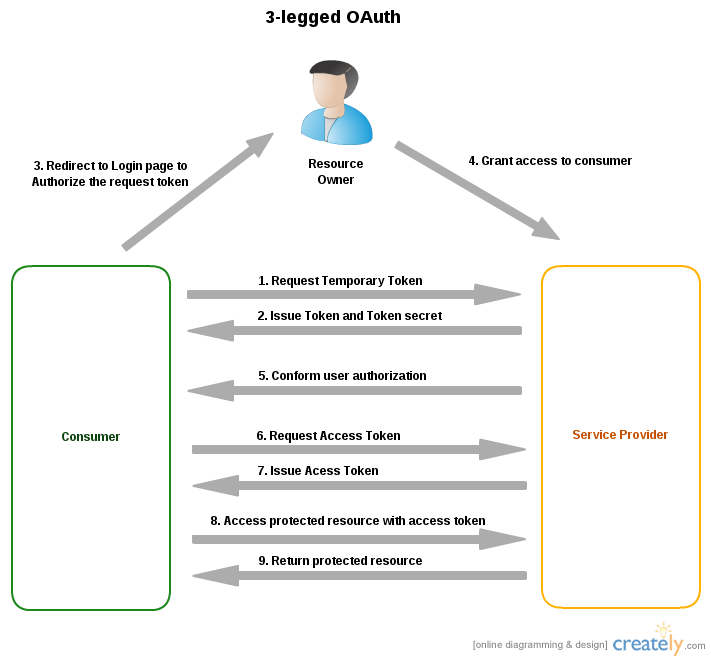 3-legged OAuth
Resource
Owner
3. Redirect to Login page to
Authorize the request token
4. Grant access to consumer
1. Request Temporary Token
2. Issue Token and Token secret
5. Conform user authorization
Consumer
Service Provider
6. Request Access Token
7. Issue Acess Token
8. Access protected resource with access token
9. Return protected resource
[online diagramming & design] creately.com